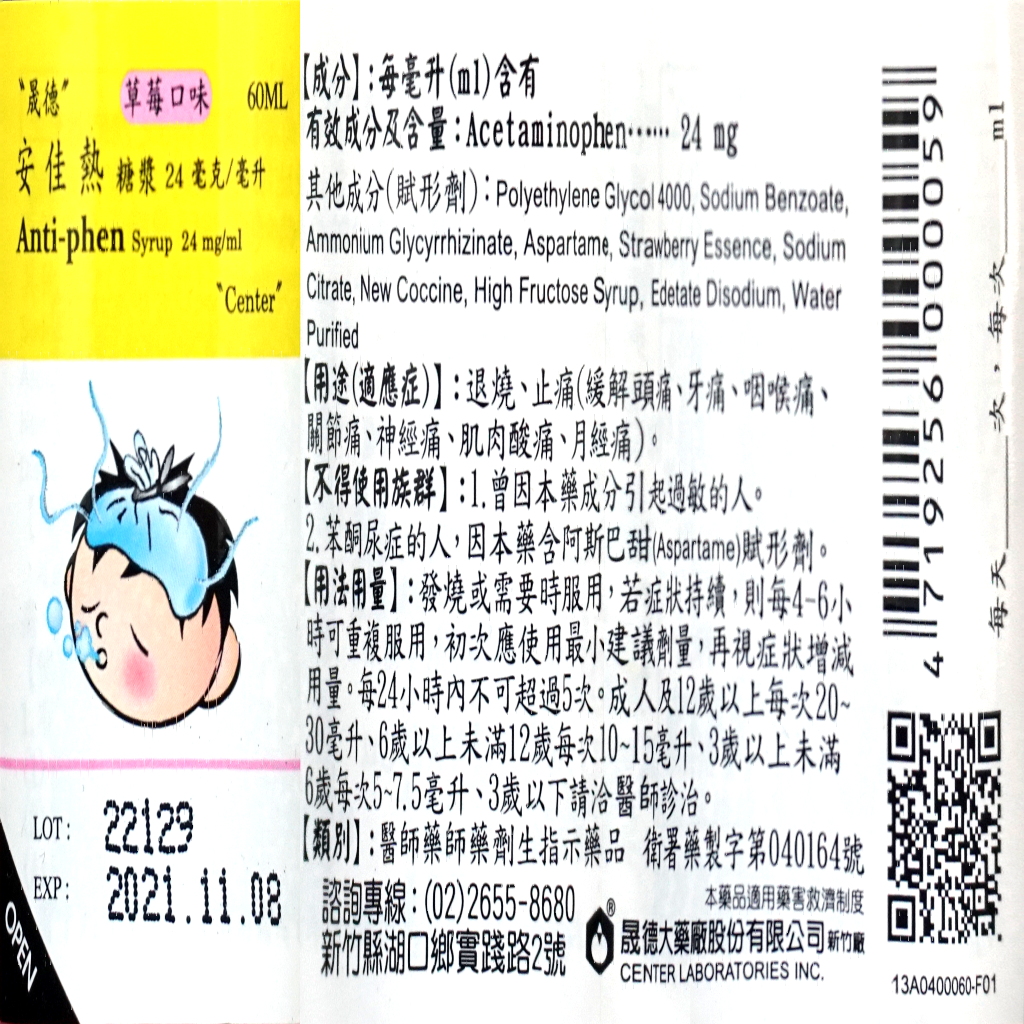 “晟德” 草莓口味 60ML
安佳熱 糖漿 24 毫克/毫升
Anti-phen Syrup 24 mg/ml
“Center”
LOT: 22129
EXP: 2021.11.08
OPEN
【成分】:每毫升(ml)含有
有效成分及含量:Acetaminophen…… 24 mg
其他成分(賦形劑):Polyethylene Glycol 4000, Sodium Benzoate,
Ammonium Glycyrrhizinate, Aspartame, Strawberry Essence, Sodium
Citrate, New Coccine, High Fructose Syrup, Edetate Disodium, Water
Purified
【用途(適應症)】:退燒、止痛(緩解頭痛、牙痛、咽喉痛、
關節痛、神經痛、肌肉酸痛、月經痛)。
【不得使用族群】:1.曾因本藥成分引起過敏的人。
2.苯酮尿症的人,因本藥含阿斯巴甜(Aspartame)賦形劑。
【用法用量】:發燒或需要時服用,若症狀持續,則每4-6小
時可重複服用,初次應使用最小建議劑量,再視症狀增減
用量。每24小時內不可超過5次。成人及12歲以上每次20~
30毫升、6歲以上未滿12歲每次10~15毫升、3歲以上未滿
6歲每次5~7.5毫升、3歲以下請洽醫師診治。
【類別】:醫師藥師藥劑生指示藥品 衛署藥製字第040164號
諮詢專線:(02)2655-8680
新竹縣湖口鄉實踐路2號
本藥品適用藥害救濟制度
® 晟德大藥廠股份有限公司新竹廠
CENTER LABORATORIES INC.
4719256000059
每天____次,每次____ml
13A0400060-F01